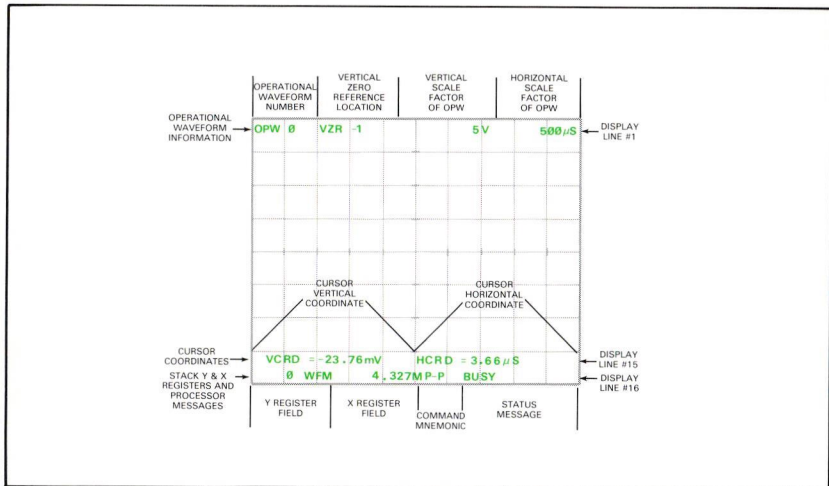 OPERATIONAL
WAVEFORM
NUMBER
VERTICAL
ZERO
REFERENCE
LOCATION
VERTICAL
SCALE
FACTOR
OF OPW
HORIZONTAL
SCALE
FACTOR
OF OPW
OPERATIONAL
WAVEFORM
INFORMATION
OPW 0 VZR -1 5V 500µS
DISPLAY
LINE #1
CURSOR
VERTICAL
COORDINATE
CURSOR
HORIZONTAL
COORDINATE
CURSOR
COORDINATES
VCRD =-23.76mV HCRD = 3.66µS
DISPLAY
LINE #15
STACK Y & X
REGISTERS AND
PROCESSOR
MESSAGES
0 WFM 4.327M P-P BUSY
DISPLAY
LINE #16
Y REGISTER
FIELD
X REGISTER
FIELD
COMMAND
MNEMONIC
STATUS
MESSAGE